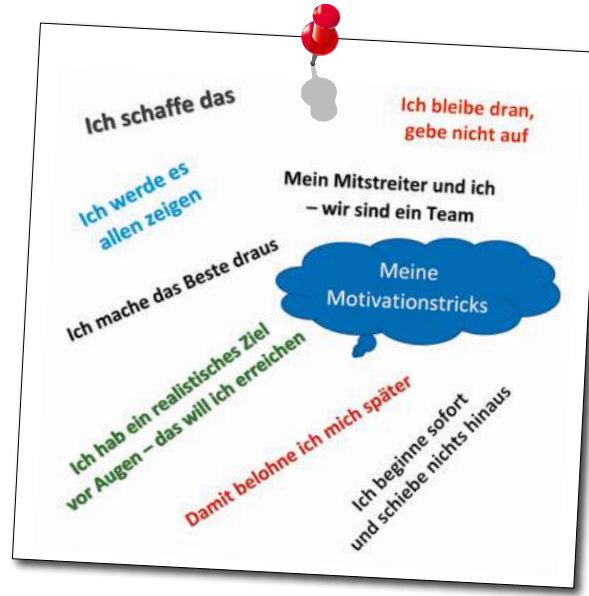 Ich schaffe das
Ich bleibe dran,
gebe nicht auf
Ich werde es
allen zeigen
Mein Mitstreiter und ich
– wir sind ein Team
Ich mache das Beste draus
Meine
Motivationstricks
Ich hab ein realistisches Ziel
vor Augen – das will ich erreichen
Damit belohne ich mich später
Ich beginne sofort
und schiebe nichts hinaus